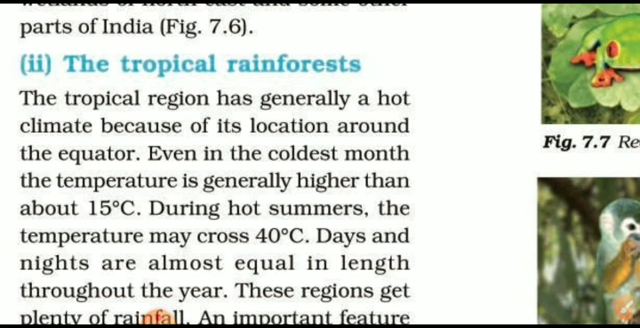 parts of India (Fig. 7.6).
(ii) The tropical rainforests
The tropical region has generally a hot
climate because of its location around
the equator. Even in the coldest month
the temperature is generally higher than
about 15°C. During hot summers, the
temperature may cross 40°C. Days and
nights are almost equal in length
throughout the year. These regions get
plenty of rainfall. An important feature
Fig. 7.7 Re